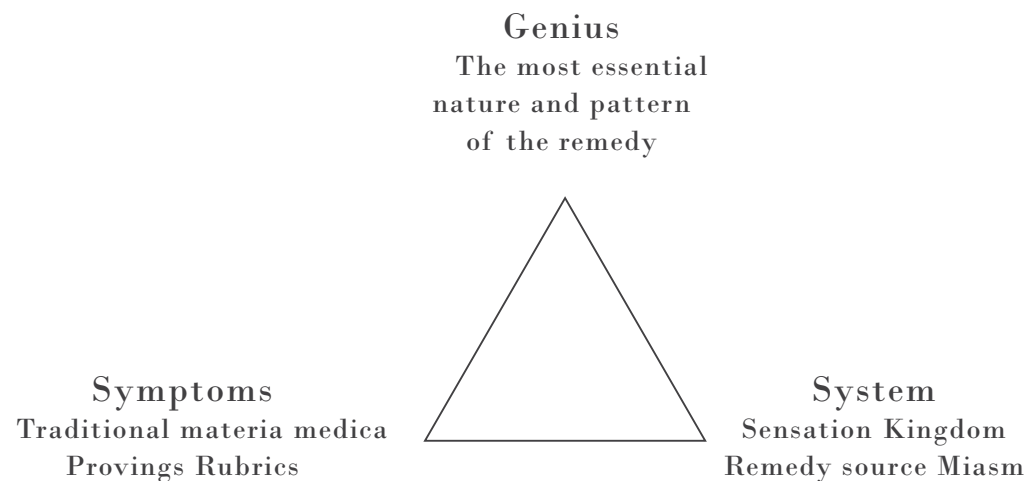 Genius
The most essential
nature and pattern
of the remedy
Symptoms
Traditional materia medica
Provings Rubrics
System
Sensation Kingdom
Remedy source Miasm